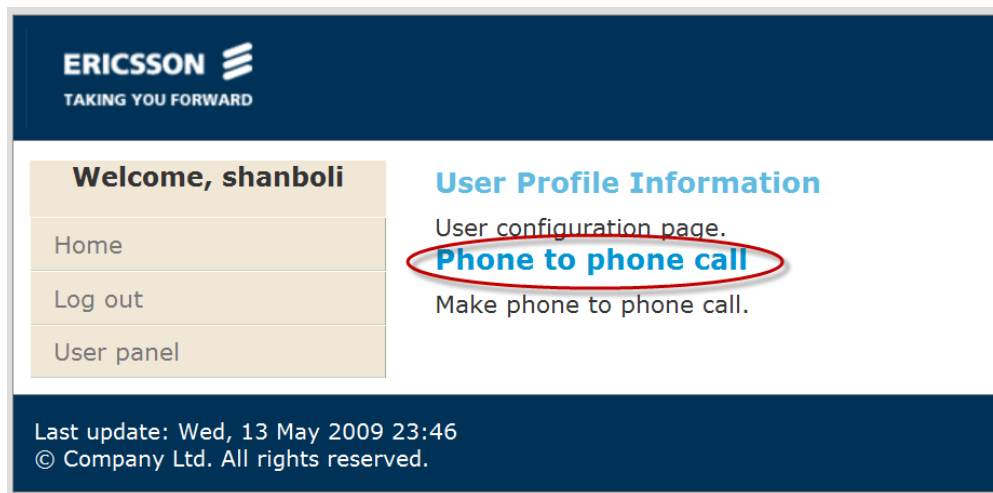 ERICSSON
TAKING YOU FORWARD
Welcome, shanboli
Home
Log out
User panel
User Profile Information
User configuration page.
Phone to phone call
Make phone to phone call.
Last update: Wed, 13 May 2009 23:46
© Company Ltd. All rights reserved.